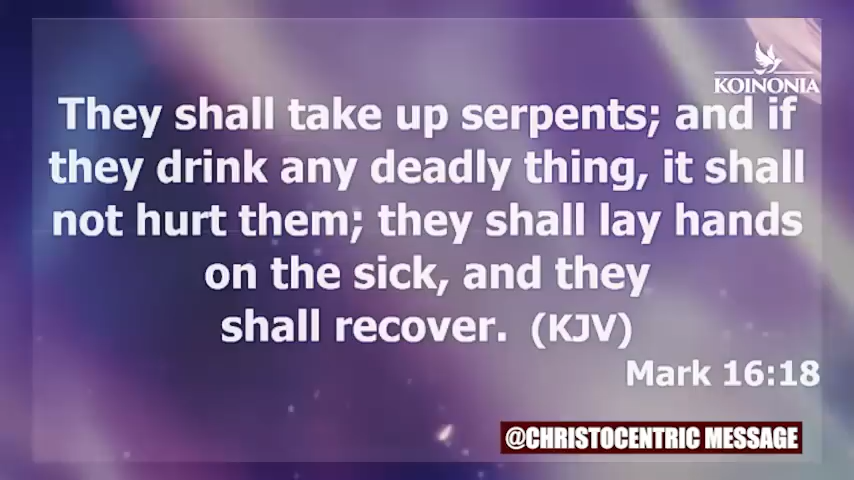 KOINONIA
They shall take up serpents; and if
they drink any deadly thing, it shall
not hurt them; they shall lay hands
on the sick, and they
shall recover. (KJV)
Mark 16:18
@CHRISTOCENTRIC MESSAGE